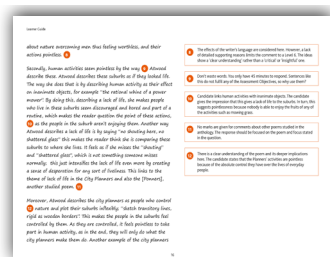 Learner Guide
about nature overcoming man thus feeling worthless, and their
actions pointless. 8
Secondly, human activities seem pointless by the way 9 Atwood
describe these. Atwood describes these suburbs as if they looked life.
The way she does that is by describing human activity as their effect
on inanimate objects, for example "the rational whine of a power
mower". By doing this, describing a lack of life, she makes people
who live in these suburbs seem discouraged and bored and part of a
routine, which makes the reader question the point of these actions,
10 as the people in the suburb aren't enjoying them. Another way
Atwood describes a lack of life is by saying "no shouting here, no
shattered glass" this makes the reader think she is comparing these
suburbs to where she lives. It feels as if she misses the "shouting"
and "shattered glass", which is not something someone misses
normally. this just intensifies the lack of life even more by creating
a sense of desperation for any sort of liveliness. This links to the
theme of lack of life in the City Planners and also the [Planners],
another studied poem. 11
Moreover, Atwood describes the city planners as people who control
12 nature and plot their suburbs inflexibly. "sketch transitory lines,
rigid as wooden borders". This makes the people in the suburbs feel
controlled by them. As they are controlled, it feels pointless to take
part in human activity, as in the end, they will only do what the
city planners make them do. Another example of the city planners
8 The effects of the writer's language are considered here. However, a lack
of detailed supporting reasons limits the comment to a Level 6. The ideas
show a 'clear understanding' rather than a 'critical' or 'insightful' one.
9 Don't waste words. You only have 45 minutes to respond. Sentences like
this do not fulfil any of the Assessment Objectives, so why use them?
10 Candidate links human activities with inanimate objects. The candidate
gives the impression that this gives a lack of life to the suburbs. In turn, this
suggests pointlessness because nobody is able to enjoy the fruits of any of
the activities such as mowing grass.
11 No marks are given for comments about other poems studied in the
anthology. The response should be focused on the poem and focus stated
in the question.
12 There is a clear understanding of the poem and its deeper implications
here. The candidate states that the Planners' activities are pointless
because of the absolute control they have over the lives of everyday
people.